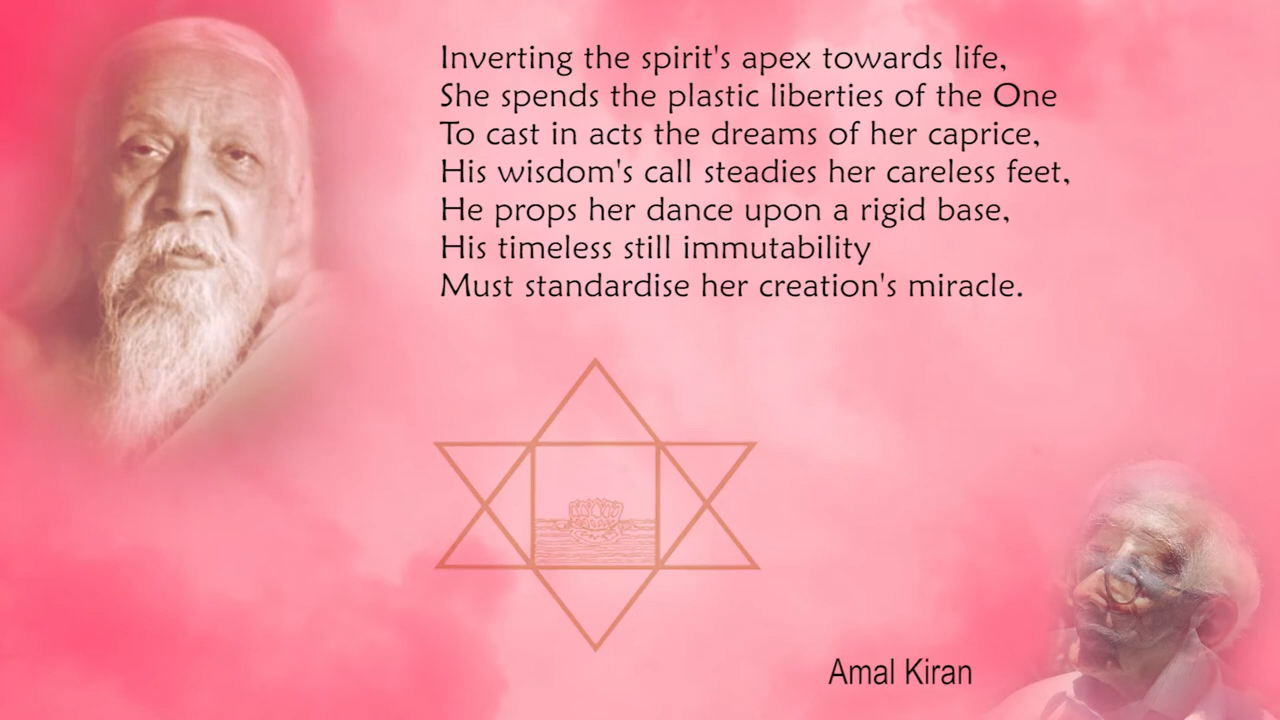 Inverting the spirit's apex towards life,
She spends the plastic liberties of the One
To cast in acts the dreams of her caprice,
His wisdom's call steadies her careless feet,
He props her dance upon a rigid base,
His timeless still immutability
Must standardise her creation's miracle.
Amal Kiran